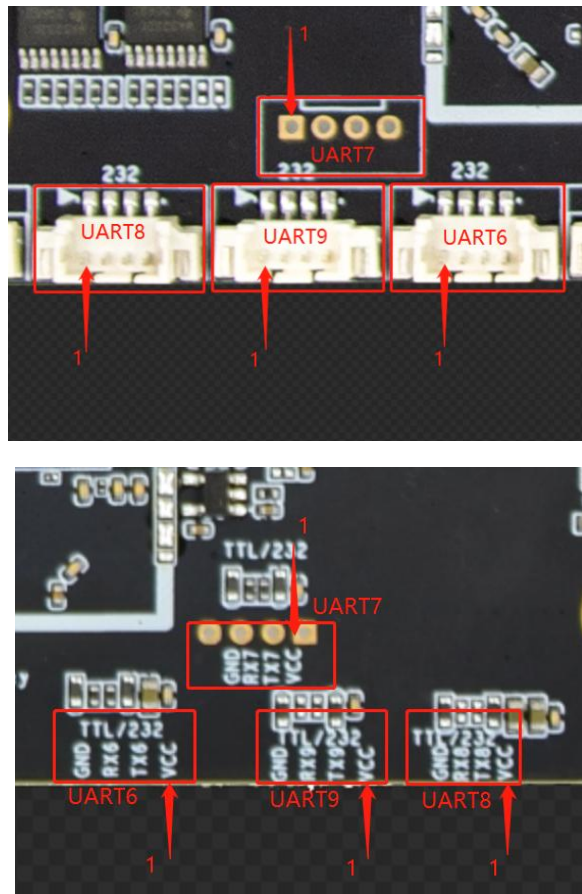 1
UART7
232
232
232
UART8
UART9
UART6
1
1
1
1
TTL/232
UART7
GND
RX7
TX7
VCC
TTL/232
GND
RX6
TX6
VCC
TTL/232
GND
RX9
TX9
VCC
TTL/232
GND
RX8
TX8
VCC
UART6
UART9
UART8
1
1
1